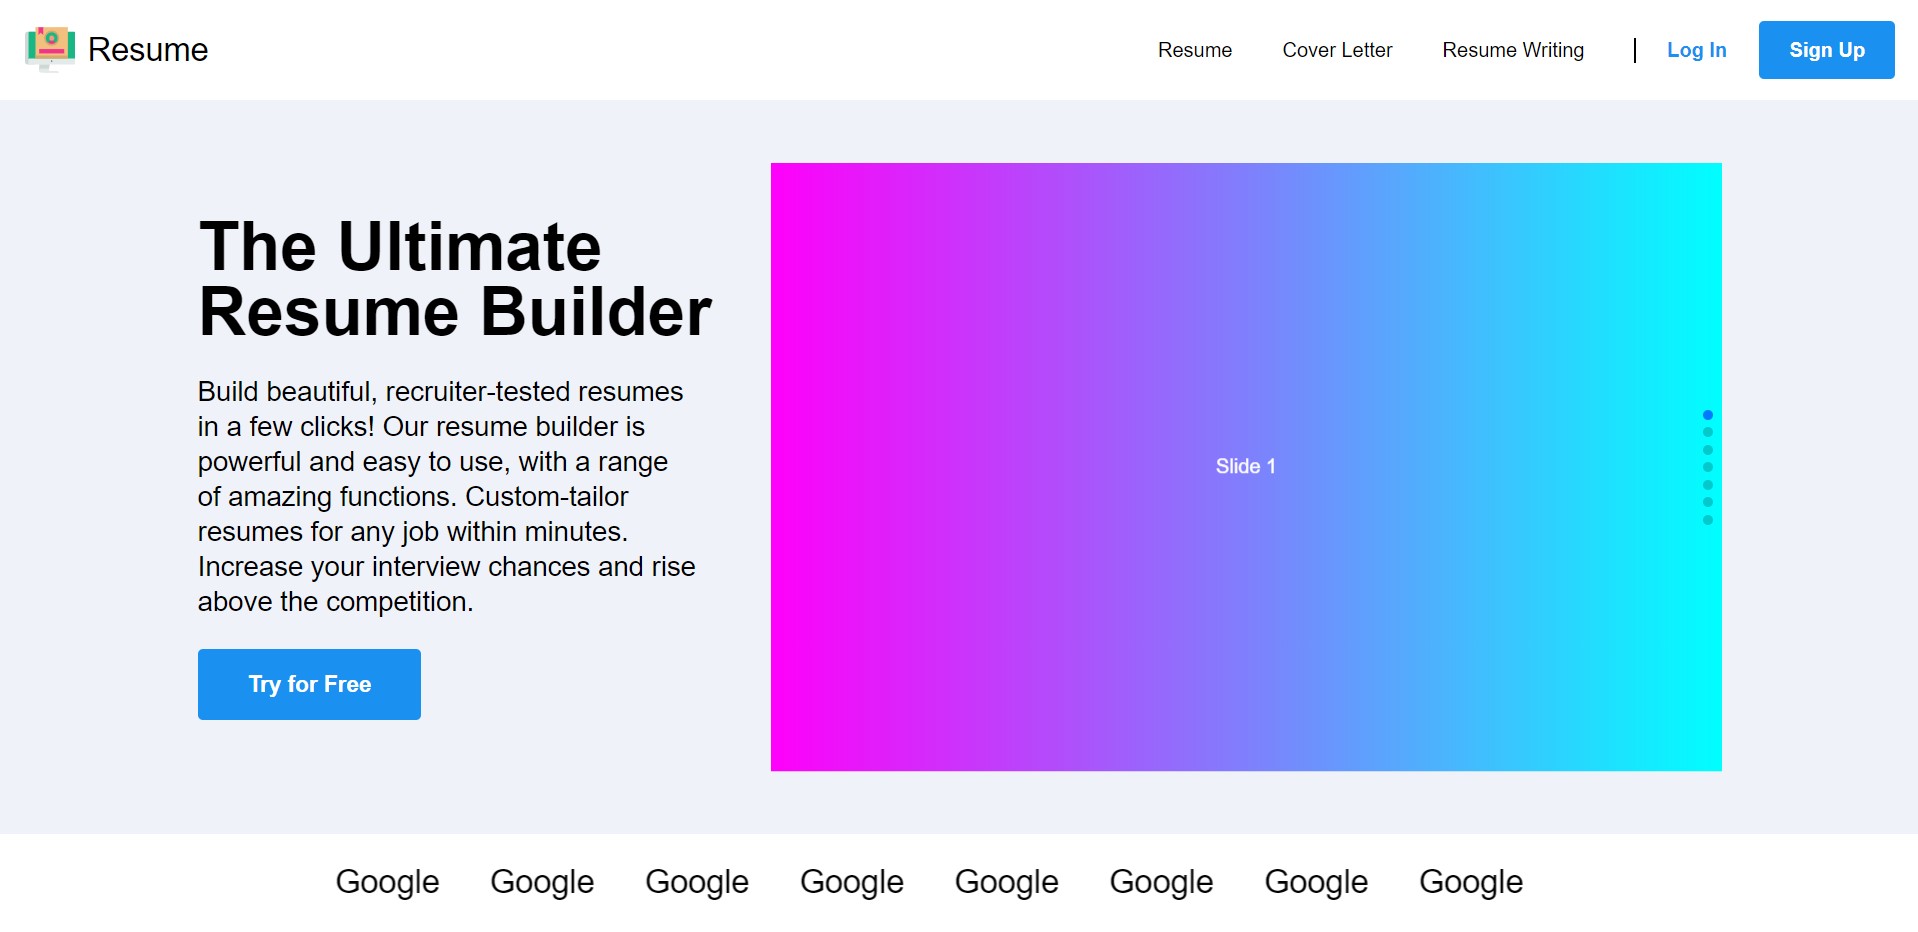 Resume
Resume Cover Letter Resume Writing | Log In Sign Up
The Ultimate
Resume Builder
Build beautiful, recruiter-tested resumes
in a few clicks! Our resume builder is
powerful and easy to use, with a range
of amazing functions. Custom-tailor
resumes for any job within minutes.
Increase your interview chances and rise
above the competition.
Try for Free
Slide 1
Google Google Google Google Google Google Google Google